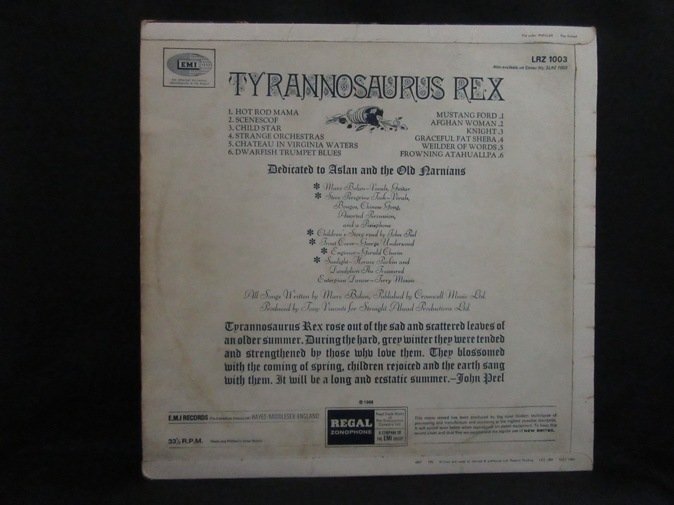 LRZ 1003
EMI
TYRANNOSAURUS REX
1. HOT ROD MAMA
2. SCENESCOF
3. CHILD STAR
4. STRANGE ORCHESTRAS
5. CHATEAU IN VIRGINIA WATERS
6. DWARFISH TRUMPET BLUES
MUSTANG FORD .1
AFGHAN WOMAN .2
KNIGHT .3
GRACEFUL FAT SHEBA .4
WEILDER OF WORDS .5
FROWNING ATAHUALLPA .6
Dedicated to Aslan and the Old Narnians
Marc Bolan—Vocals, Guitar
Steve Peregrine Took—Vocals,
Bongos, Chinese Gong,
Assorted Percussion,
and a Pixiephone
Children's Story read by John Peel
Front Cover—George Underwood
Engineer—Gerald Chevin
Sunlight—
and
All Songs Written by Marc Bolan, Published by Cromwell Music Ltd.
Produced by Tony Visconti for Straight Ahead Productions Ltd.
Tyrannosaurus Rex rose out of the sad and scattered leaves of
an older summer. During the hard, grey winter they were tended
and strengthened by those who love them. They blossomed
with the coming of spring, children rejoiced and the earth sang
with them. It will be a long and ecstatic summer.—John Peel
℗ 1968
E.M.I RECORDS HAYES·MIDDLESEX·ENGLAND
REGAL
ZONOPHONE
33⅓ R.P.M.